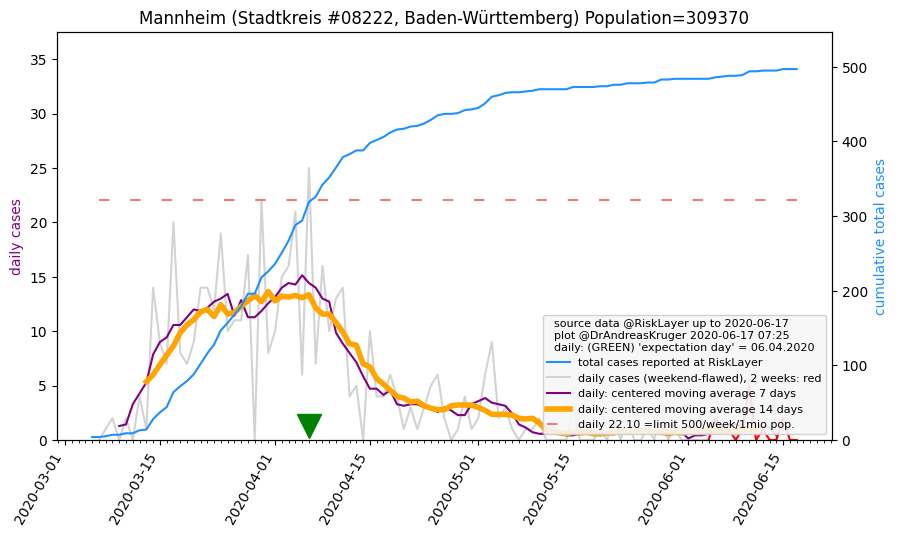 Mannheim (Stadtkreis #08222, Baden-Württemberg) Population=309370
daily cases
35
30
25
20
15
10
5
0
500
400
300
200
100
0
cumulative total cases
source data @RiskLayer up to 2020-06-17
plot @DrAndreasKruger 2020-06-17 07:25
daily: (GREEN) 'expectation day' = 06.04.2020
total cases reported at RiskLayer
daily cases (weekend-flawed), 2 weeks: red
daily: centered moving average 7 days
daily: centered moving average 14 days
daily 22.10 =limit 500/week/1mio pop.
2020-03-01
2020-03-15
2020-04-01
2020-04-15
2020-05-01
2020-05-15
2020-06-01
2020-06-15